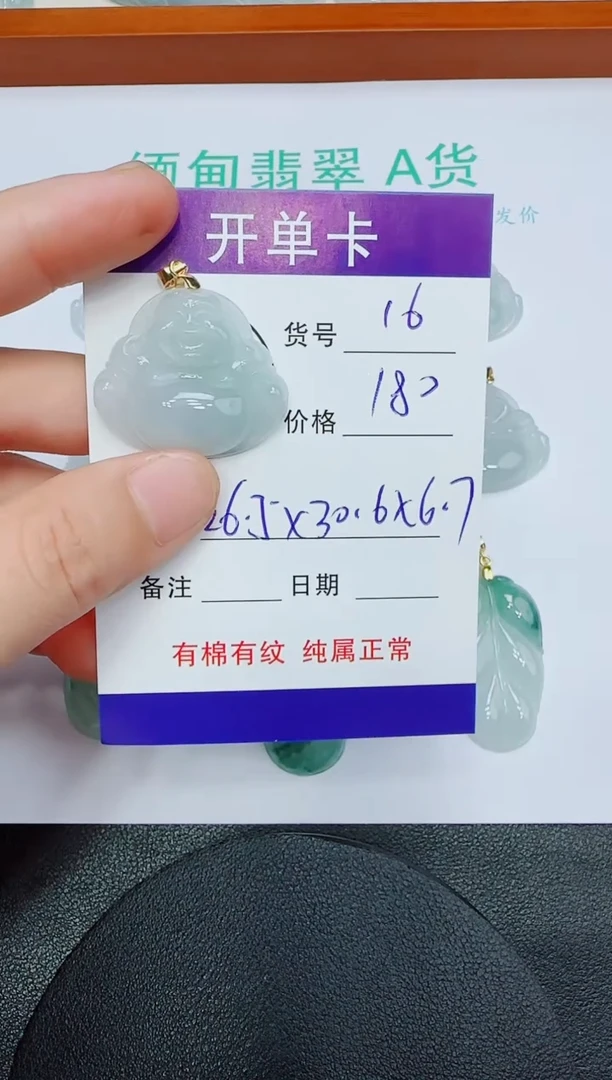 缅甸翡翠 A货
发价
开单卡
货号 16
价格 180
26.5x30.6x6.7
备注 日期
有棉有纹 纯属正常